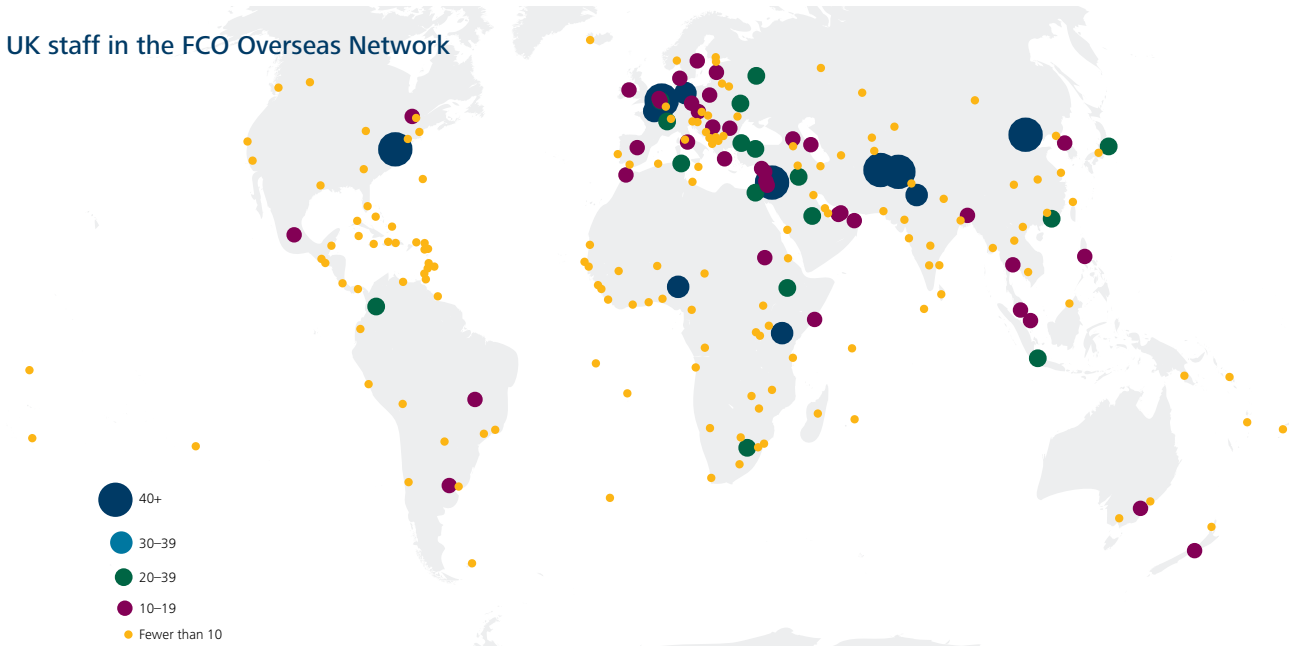 UK staff in the FCO Overseas Network
40+
30–39
20–39
10–19
Fewer than 10